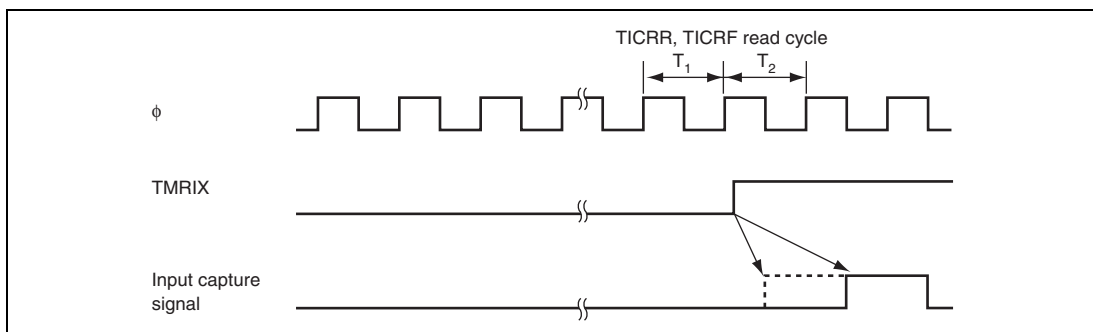 TICRR, TICRF read cycle
T1 T2
ϕ
TMRIX
Input capture
signal